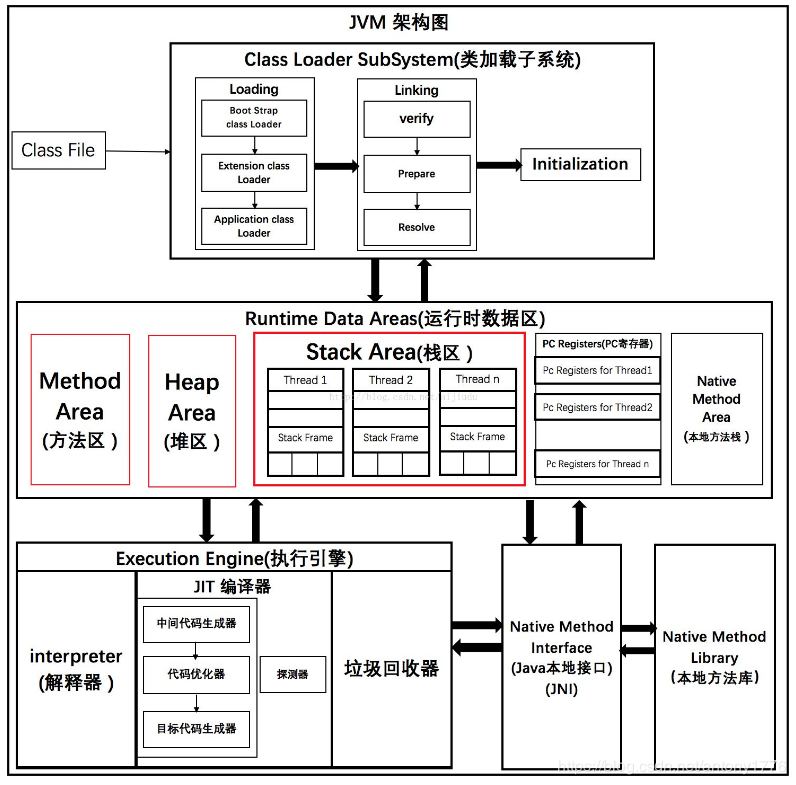 JVM 架构图
Class Loader SubSystem(类加载子系统)
Loading
Boot Strap
class Loader
Extension class
Loader
Application class
Loader
Linking
verify
Prepare
Resolve
Class File
Initialization
Runtime Data Areas(运行时数据区)
Method
Area
(方法区 )
Heap
Area
(堆区 )
Stack Area(栈区 )
Thread 1
Stack Frame
Thread 2
Stack Frame
Thread n
Stack Frame
http://blog.csdn.net/aijiudu
PC Registers(PC寄存器)
Pc Registers for Thread1
Pc Registers for Thread2
Pc Registers for Thread n
Native
Method
Area
(本地方法栈 )
Execution Engine(执行引擎)
interpreter
(解释器 )
JIT 编译器
中间代码生成器
代码优化器
目标代码生成器
探测器
垃圾回收器
Native Method
Interface
(Java本地接口)
(JNI)
Native Method
Library
(本地方法库)
https://blog.csdn.net/antony1776